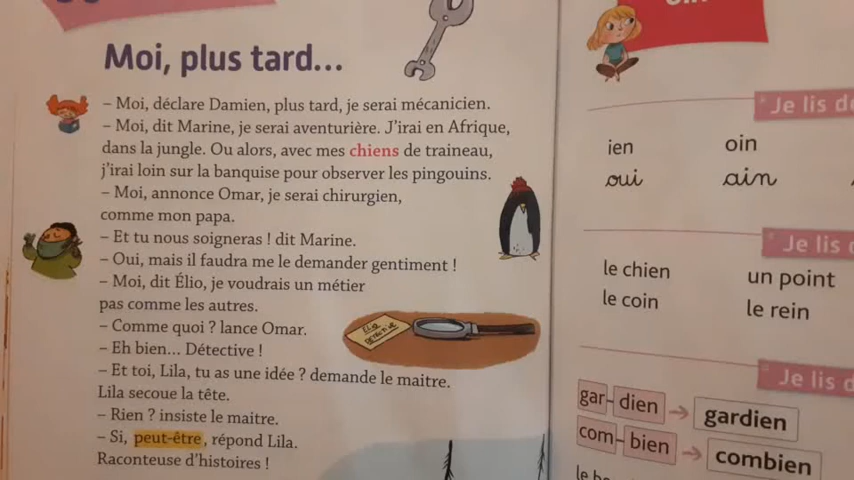 Moi, plus tard...
– Moi, déclare Damien, plus tard, je serai mécanicien.
– Moi, dit Marine, je serai aventurière. J'irai en Afrique,
dans la jungle. Ou alors, avec mes chiens de traineau,
j'irai loin sur la banquise pour observer les pingouins.
– Moi, annonce Omar, je serai chirurgien,
comme mon papa.
– Et tu nous soigneras ! dit Marine.
– Oui, mais il faudra me le demander gentiment !
– Moi, dit Élio, je voudrais un métier
pas comme les autres.
– Comme quoi ? lance Omar.
– Eh bien... Détective !
– Et toi, Lila, tu as une idée ? demande le maitre.
Lila secoue la tête.
– Rien ? insiste le maitre.
– Si, peut-être, répond Lila.
Raconteuse d'histoires !
ELIO
DETECTIVE
Je lis
ien oin
oui ain
Je lis
le chien un point
le coin le rein
Je lis
gar- dien gardien
com- bien combien